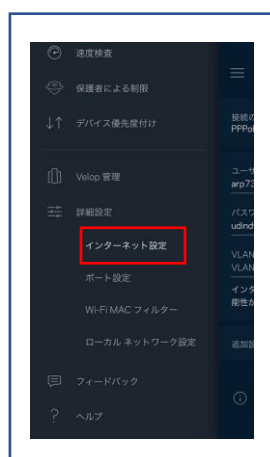 速度検査
保護者による制限
デバイス優先度付け
Velop 管理
詳細設定
インターネット設定
ポート設定
Wi-Fi MAC フィルター
ローカル ネットワーク設定
フィードバック
? ヘルプ
接続の
PPPo
ユーザ
arp73
パスワ
udind
VLAN
VLAN
インタ
能性が
追加設